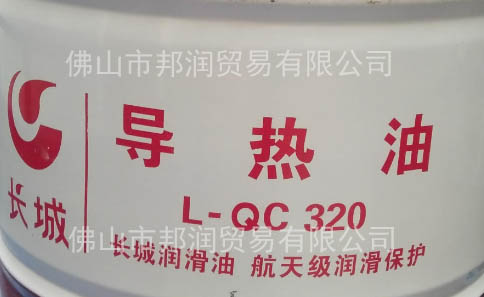 佛山市邦润贸易有限公司
导热油
长城
L-QC 320
佛山市邦润贸易有限公司
长城润滑油 航天级润滑保护